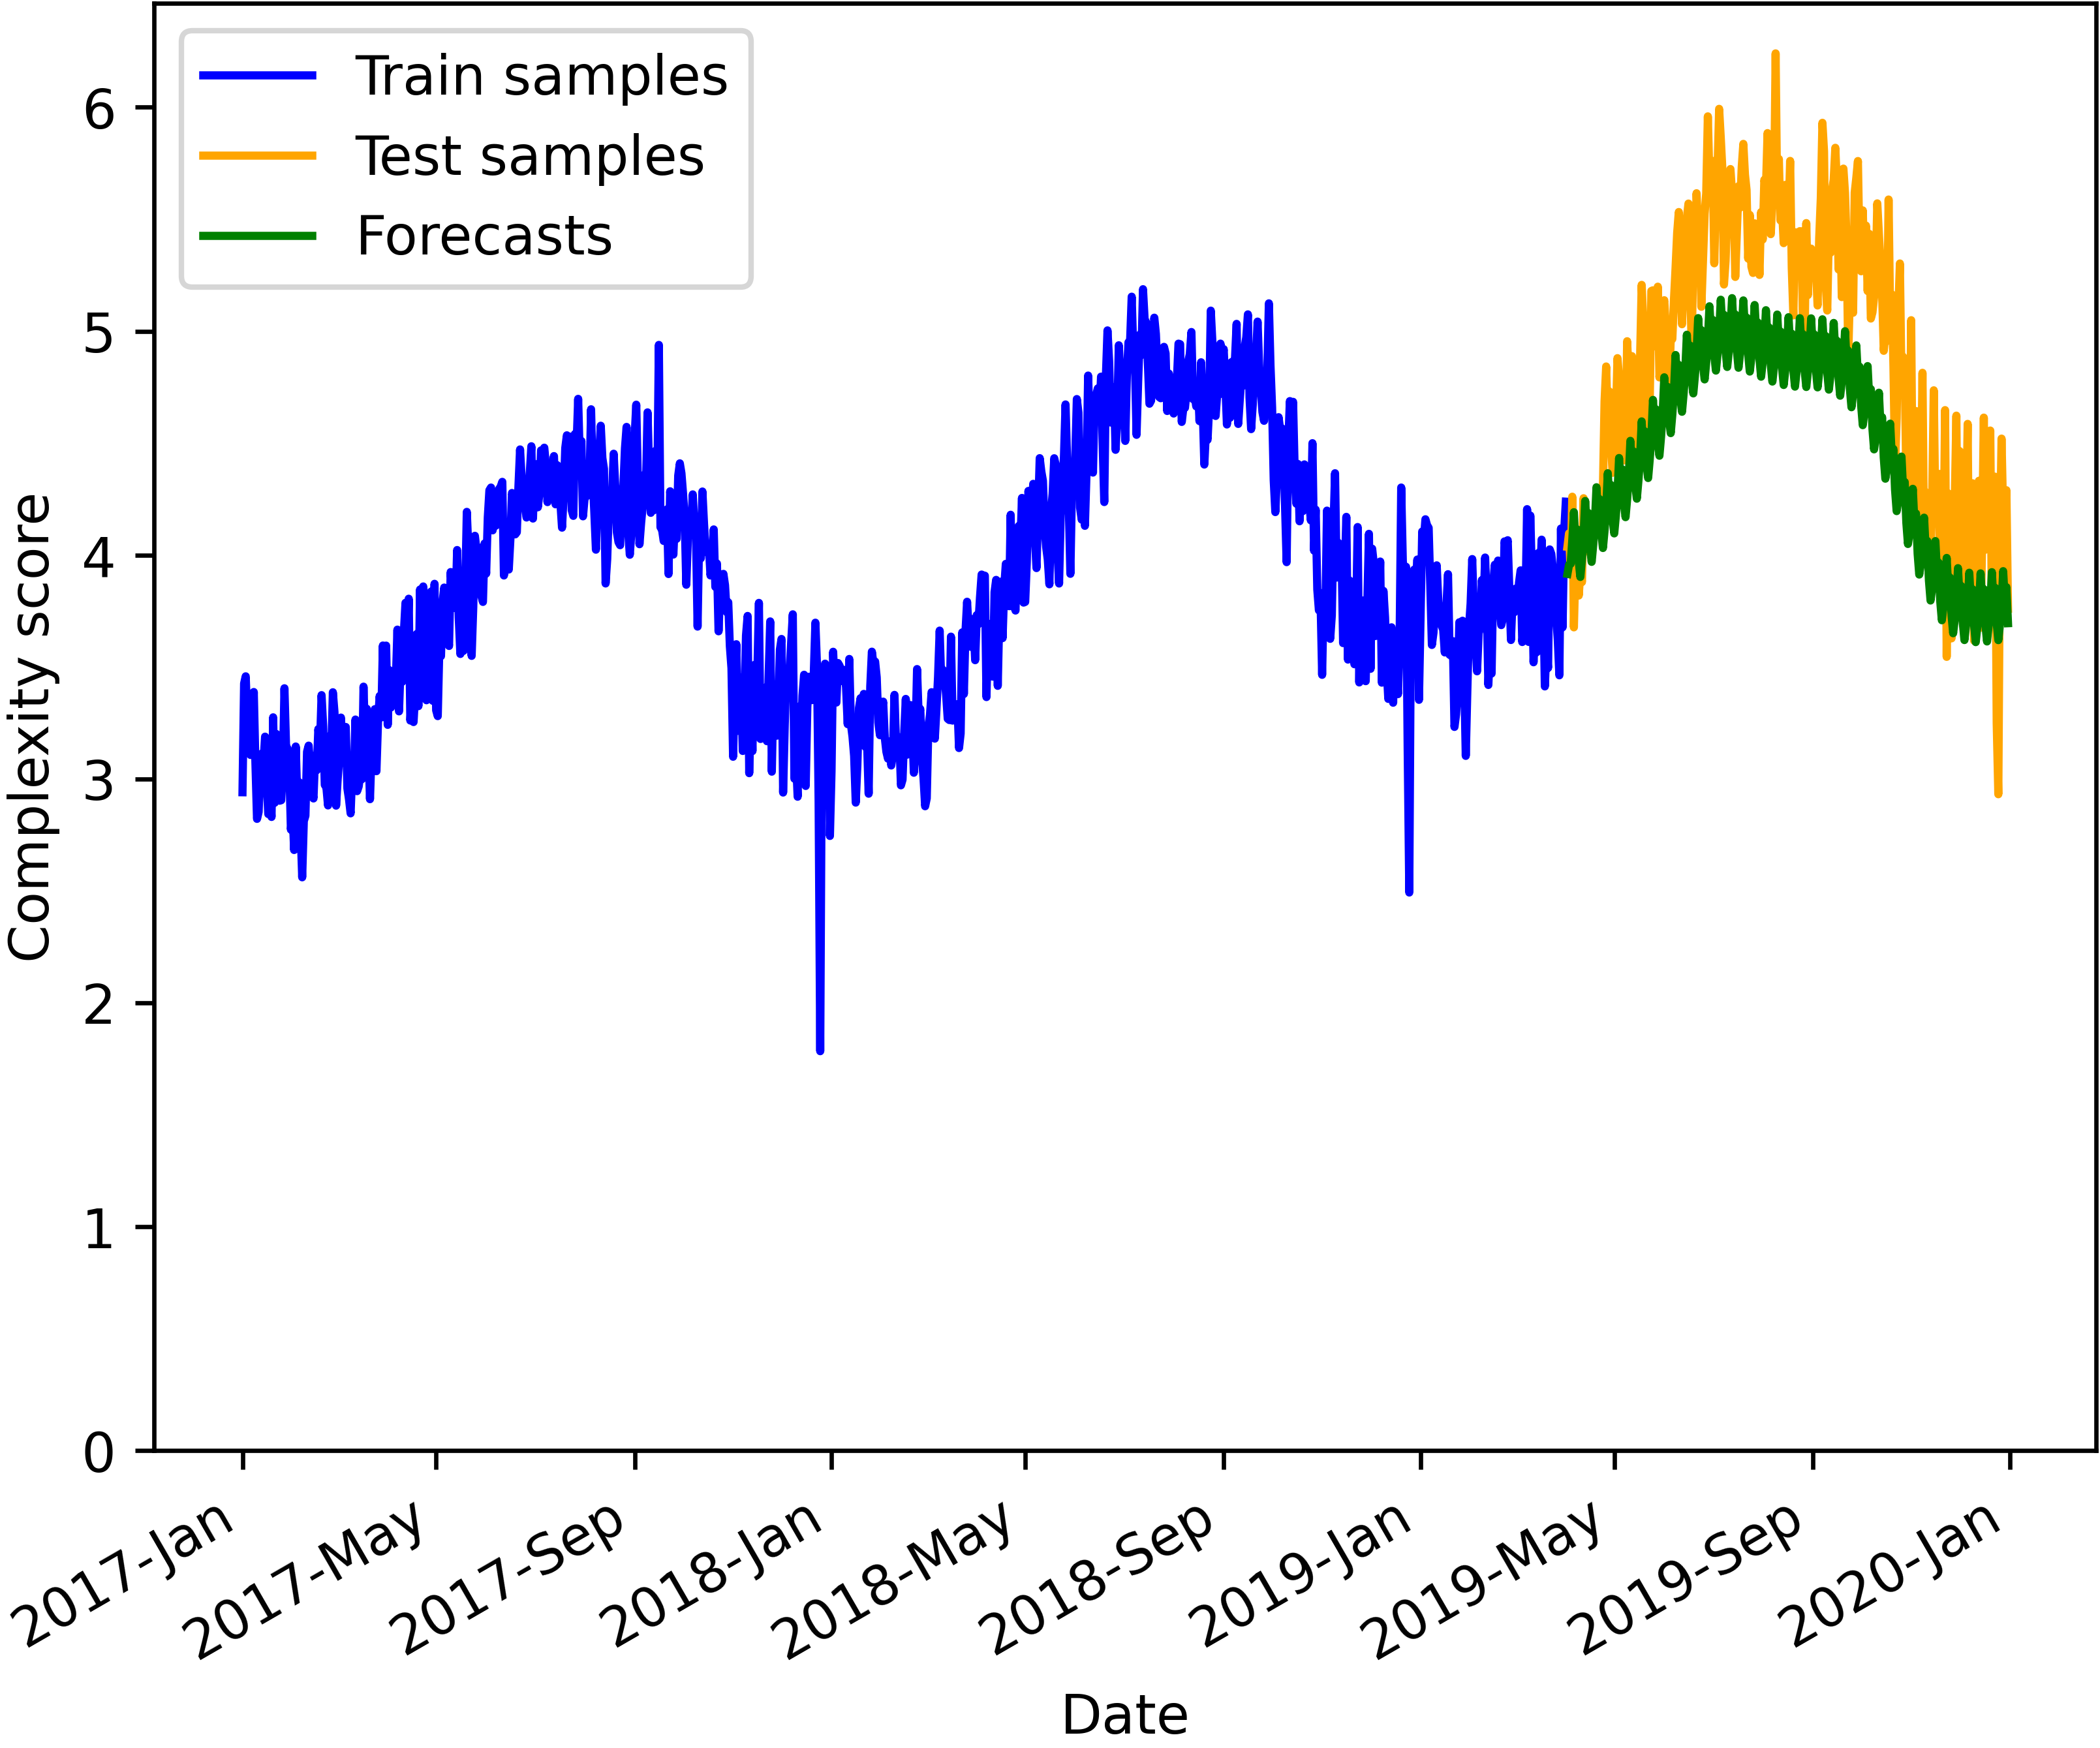 Train samples
Test samples
Forecasts
Complexity score
6
5
4
3
2
1
0
2017-Jan
2017-May
2017-Sep
2018-Jan
2018-May
2018-Sep
2019-Jan
2019-May
2019-Sep
2020-Jan
Date